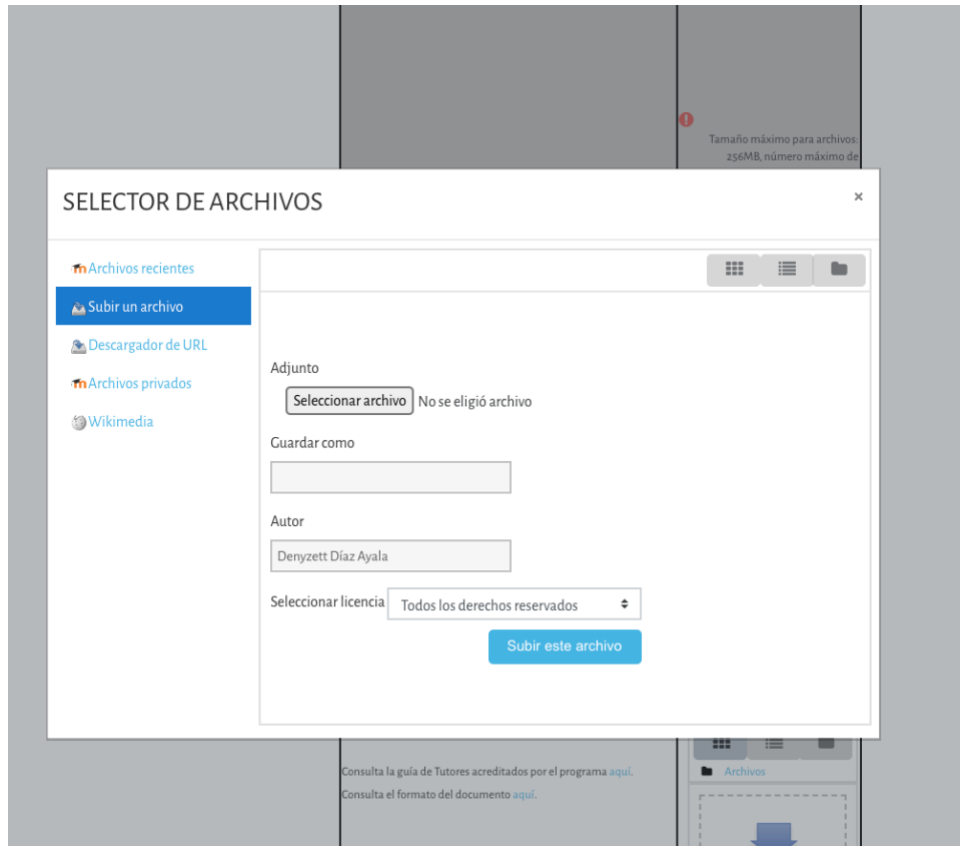 Tamaño máximo para archivos:
256MB, número máximo de
SELECTOR DE ARCHIVOS
×
Archivos recientes
Subir un archivo
Descargador de URL
Archivos privados
Wikimedia
Adjunto
Seleccionar archivo No se eligió archivo
Guardar como
Autor
Denyzett Díaz Ayala
Seleccionar licencia Todos los derechos reservados
Subir este archivo
Consulta la guía de Tutores acreditados por el programa aquí.
Consulta el formato del documento aquí.
Archivos